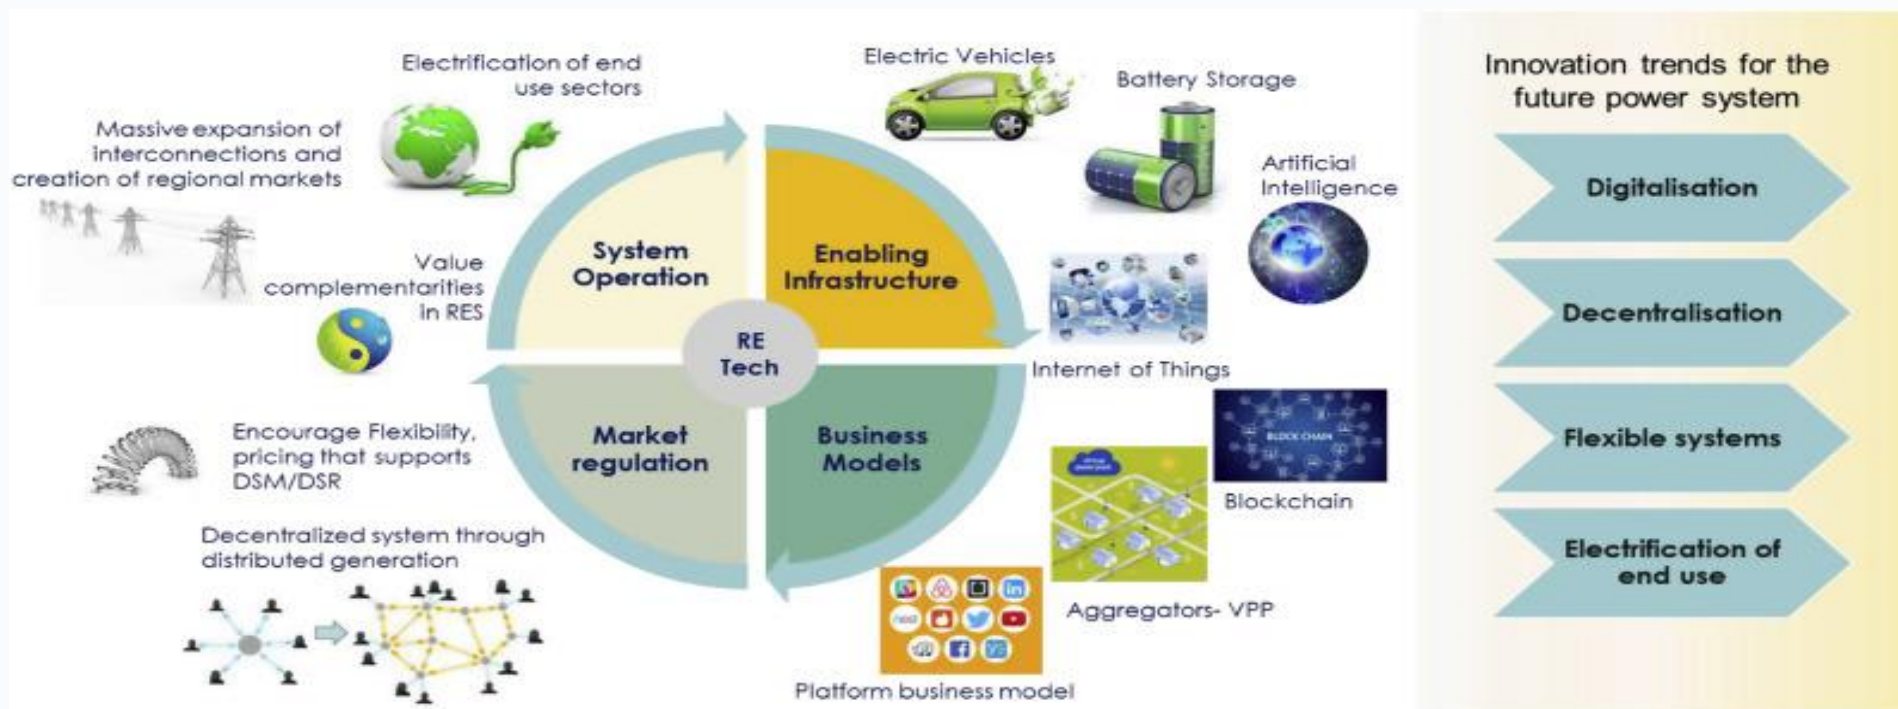 Electrification of end
use sectors
Massive expansion of
interconnections and
creation of regional markets
Value
complementarities
in RES
Encourage Flexibility,
pricing that supports
DSM/DSR
Decentralized system through
distributed generation
System
Operation
Enabling
Infrastructure
RE
Tech
Market
regulation
Business
Models
Electric Vehicles
Battery Storage
Artificial
Intelligence
Internet of Things
BLOCK CHAIN
Blockchain
Aggregators- VPP
in
Platform business model
Innovation trends for the
future power system
Digitalisation
Decentralisation
Flexible systems
Electrification of
end use